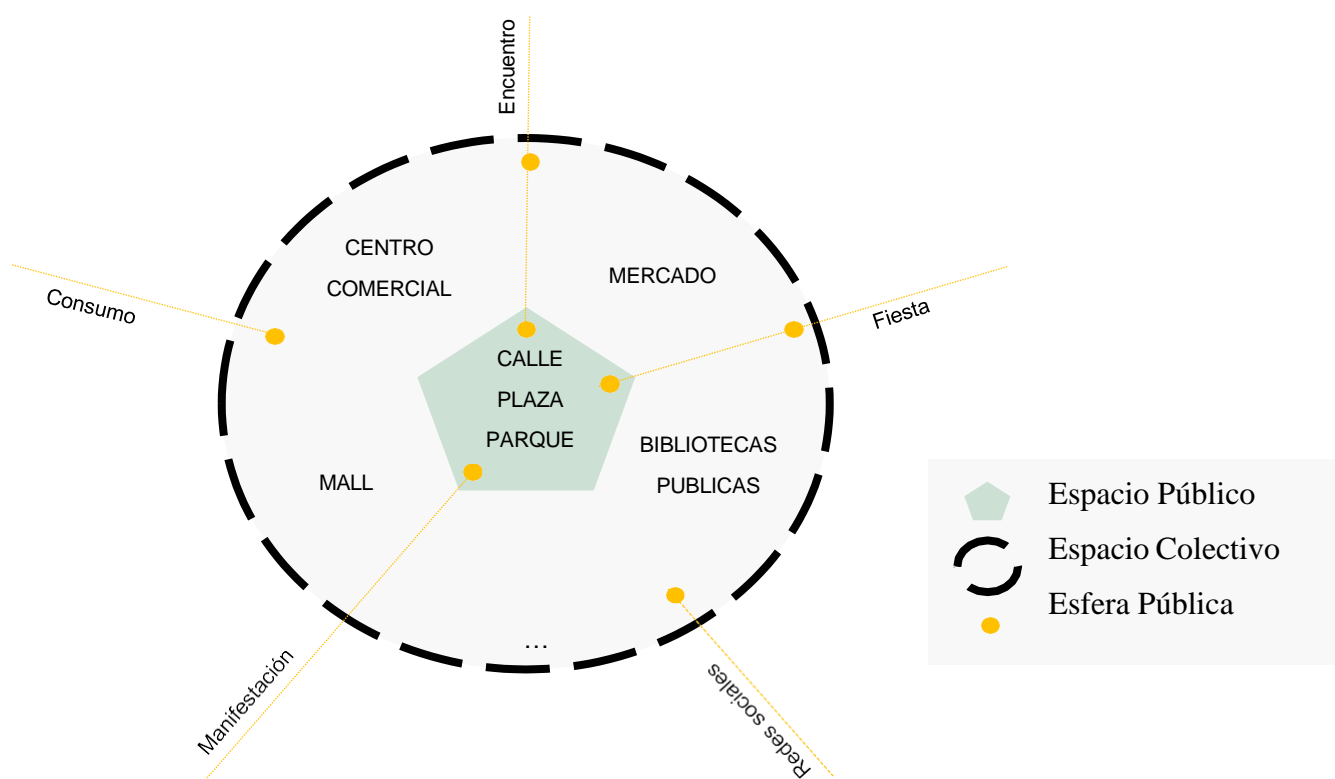 Encuentro
CENTRO
COMERCIAL
MERCADO
Consumo
Fiesta
CALLE
PLAZA
PARQUE
BIBLIOTECAS
PUBLICAS
MALL
Espacio Público
Espacio Colectivo
Esfera Pública
...
Manifestación
Redes sociales